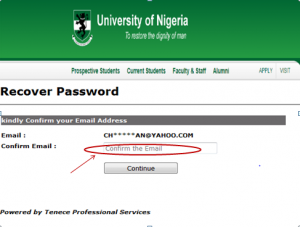 University of Nigeria
To restore the dignity of man
Prospective Students Current Students Faculty & Staff Alumni APPLY VISIT
Recover Password
kindly Confirm your Email Address
Email : CH*****AN@YAHOO.COM
Confirm Email : Confirm the Email
Continue
Powered by Tenece Professional Services